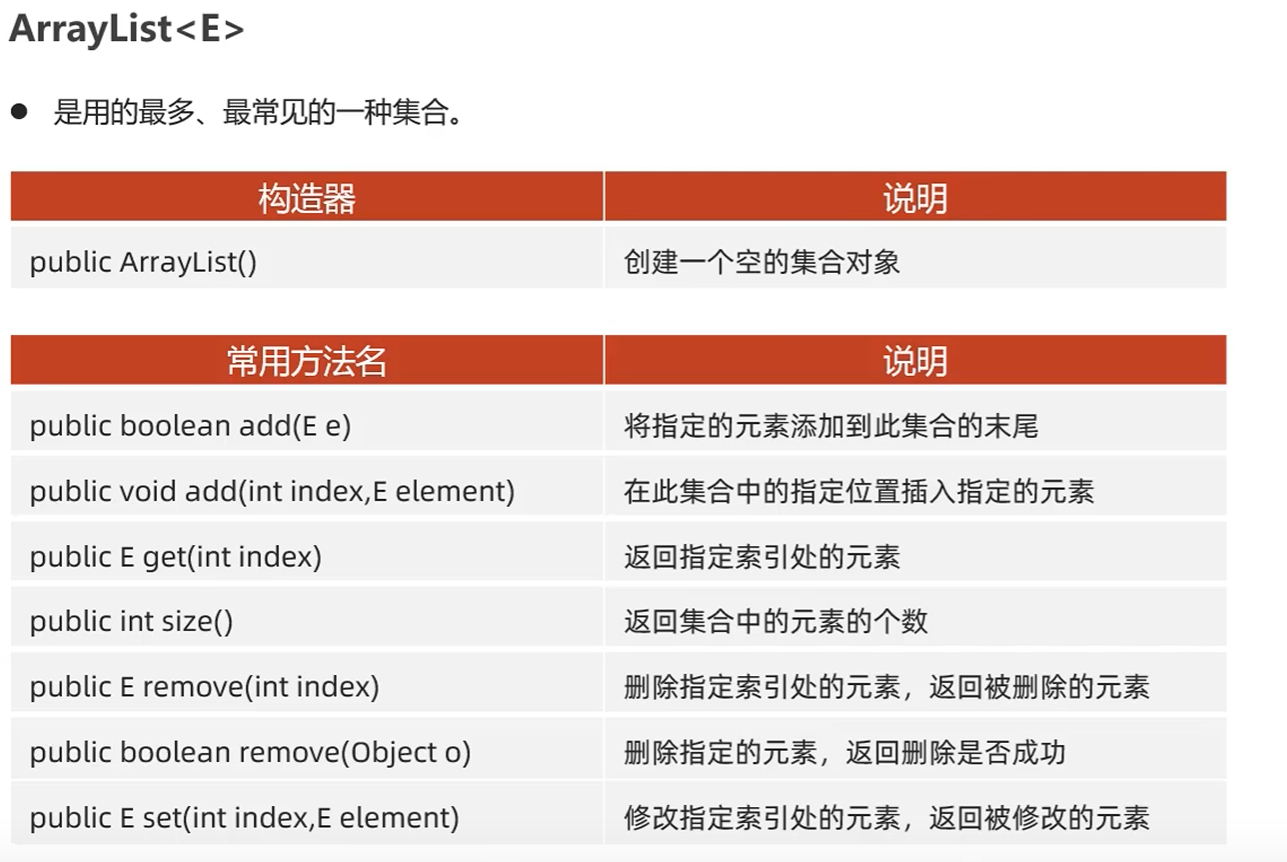 ArrayList<E>
● 是用的最多、最常见的一种集合。
构造器 说明
public ArrayList() 创建一个空的集合对象
常用方法名 说明
public boolean add(E e) 将指定的元素添加到此集合的末尾
public void add(int index,E element) 在此集合中的指定位置插入指定的元素
public E get(int index) 返回指定索引处的元素
public int size() 返回集合中的元素的个数
public E remove(int index) 删除指定索引处的元素，返回被删除的元素
public boolean remove(Object o) 删除指定的元素，返回删除是否成功
public E set(int index,E element) 修改指定索引处的元素，返回被修改的元素